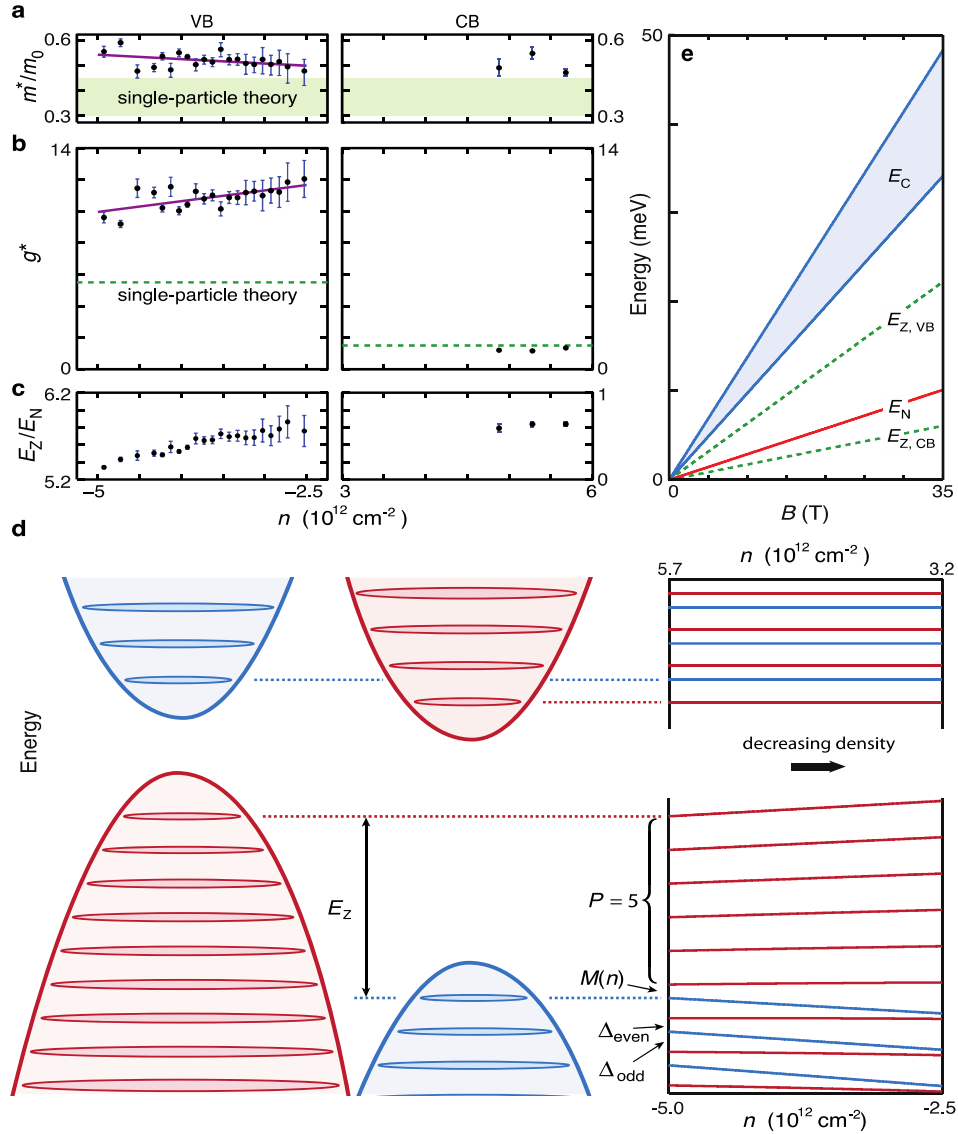 a
VB
CB
0.6
0.3
m*/m0
single-particle theory
0.6
0.3
b
14
0
g*
single-particle theory
c
6.2
5.2
EZ/EN
1
0
−5
−2.5
3
6
n (10^12 cm^-2)
e
50
0
Energy (meV)
EC
EZ, VB
EN
EZ, CB
0
35
B (T)
d
n (10^12 cm^-2)
5.7
3.2
Energy
decreasing density
EZ
P = 5
M(n)
Δeven
Δodd
-5.0
-2.5
n (10^12 cm^-2)